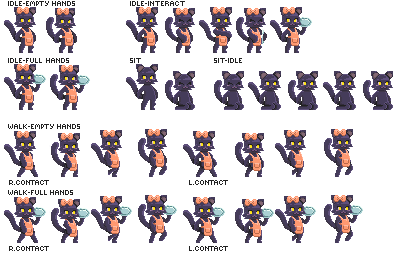 IDLE-EMPTY HANDS
IDLE-INTERACT
IDLE-FULL HANDS
SIT
SIT-IDLE
WALK-EMPTY HANDS
R.CONTACT
L.CONTACT
WALK-FULL HANDS
R.CONTACT
L.CONTACT